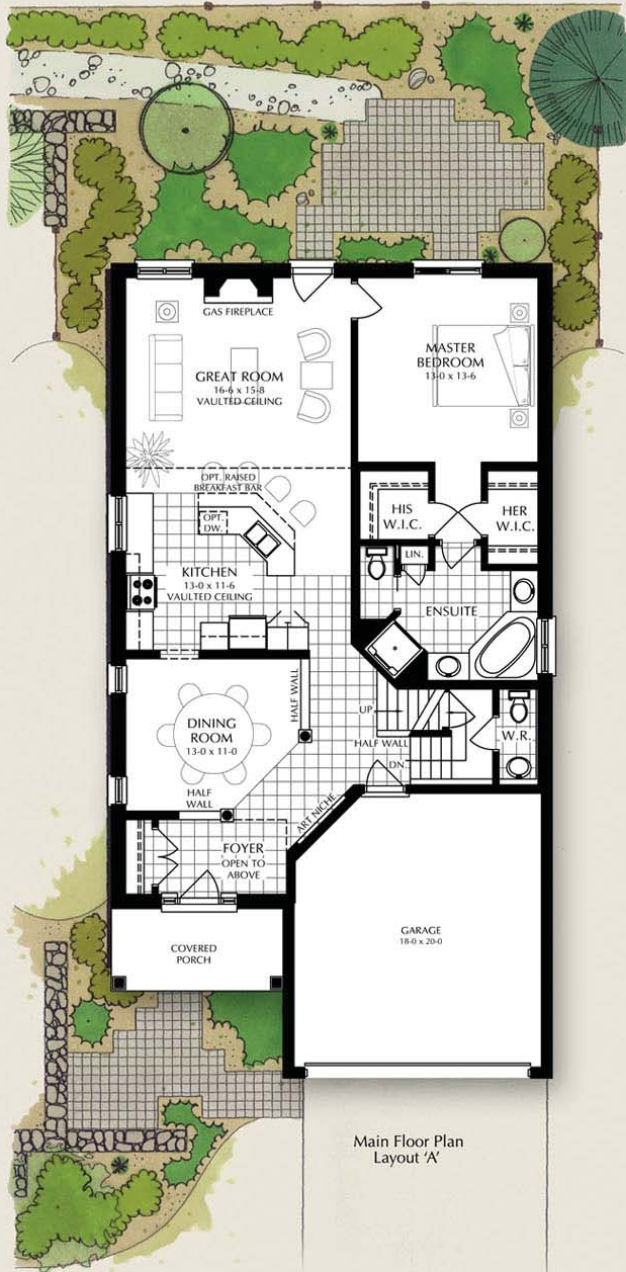 GAS FIREPLACE
GREAT ROOM
16-6 x 15-8
VAULTED CEILING
MASTER
BEDROOM
13-0 x 13-6
OPT. RAISED
BREAKFAST BAR
OPT.
DW.
HIS
W.I.C.
HER
W.I.C.
LIN.
KITCHEN
13-0 x 11-6
VAULTED CEILING
ENSUITE
HALF WALL
UP
DINING
ROOM
13-0 x 11-0
W.R.
HALF WALL
DN.
HALF
WALL
ART NICHE
FOYER
OPEN TO
ABOVE
COVERED
PORCH
GARAGE
18-0 x 20-0
Main Floor Plan
Layout 'A'